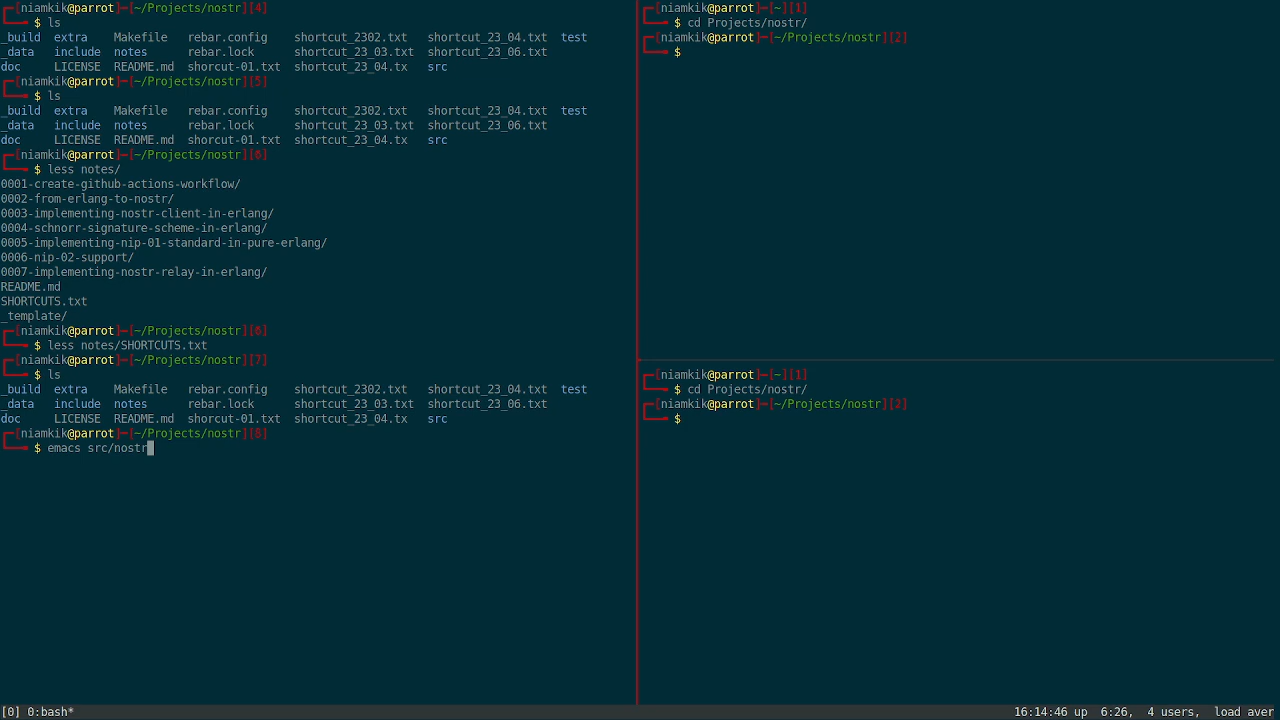 ┌─[niamkik@parrot]─[~/Projects/nostr][4]
└──╼ $ ls
_build  extra    Makefile   rebar.config    shortcut_2302.txt   shortcut_23_04.txt  test
_data   include  notes      rebar.lock      shortcut_23_03.txt  shortcut_23_06.txt
doc     LICENSE  README.md  shorcut-01.txt  shortcut_23_04.tx   src
┌─[niamkik@parrot]─[~/Projects/nostr][5]
└──╼ $ ls
_build  extra    Makefile   rebar.config    shortcut_2302.txt   shortcut_23_04.txt  test
_data   include  notes      rebar.lock      shortcut_23_03.txt  shortcut_23_06.txt
doc     LICENSE  README.md  shorcut-01.txt  shortcut_23_04.tx   src
┌─[niamkik@parrot]─[~/Projects/nostr][6]
└──╼ $ less notes/
0001-create-github-actions-workflow/
0002-from-erlang-to-nostr/
0003-implementing-nostr-client-in-erlang/
0004-schnorr-signature-scheme-in-erlang/
0005-implementing-nip-01-standard-in-pure-erlang/
0006-nip-02-support/
0007-implementing-nostr-relay-in-erlang/
README.md
SHORTCUTS.txt
_template/
┌─[niamkik@parrot]─[~/Projects/nostr][6]
└──╼ $ less notes/SHORTCUTS.txt
┌─[niamkik@parrot]─[~/Projects/nostr][7]
└──╼ $ ls
_build  extra    Makefile   rebar.config    shortcut_2302.txt   shortcut_23_04.txt  test
_data   include  notes      rebar.lock      shortcut_23_03.txt  shortcut_23_06.txt
doc     LICENSE  README.md  shorcut-01.txt  shortcut_23_04.tx   src
┌─[niamkik@parrot]─[~/Projects/nostr][8]
└──╼ $ emacs src/nostr
┌─[niamkik@parrot]─[~][1]
└──╼ $ cd Projects/nostr/
┌─[niamkik@parrot]─[~/Projects/nostr][2]
└──╼ $
┌─[niamkik@parrot]─[~][1]
└──╼ $ cd Projects/nostr/
┌─[niamkik@parrot]─[~/Projects/nostr][2]
└──╼ $
[0] 0:bash* 16:14:46 up  6:26,  4 users,  load aver